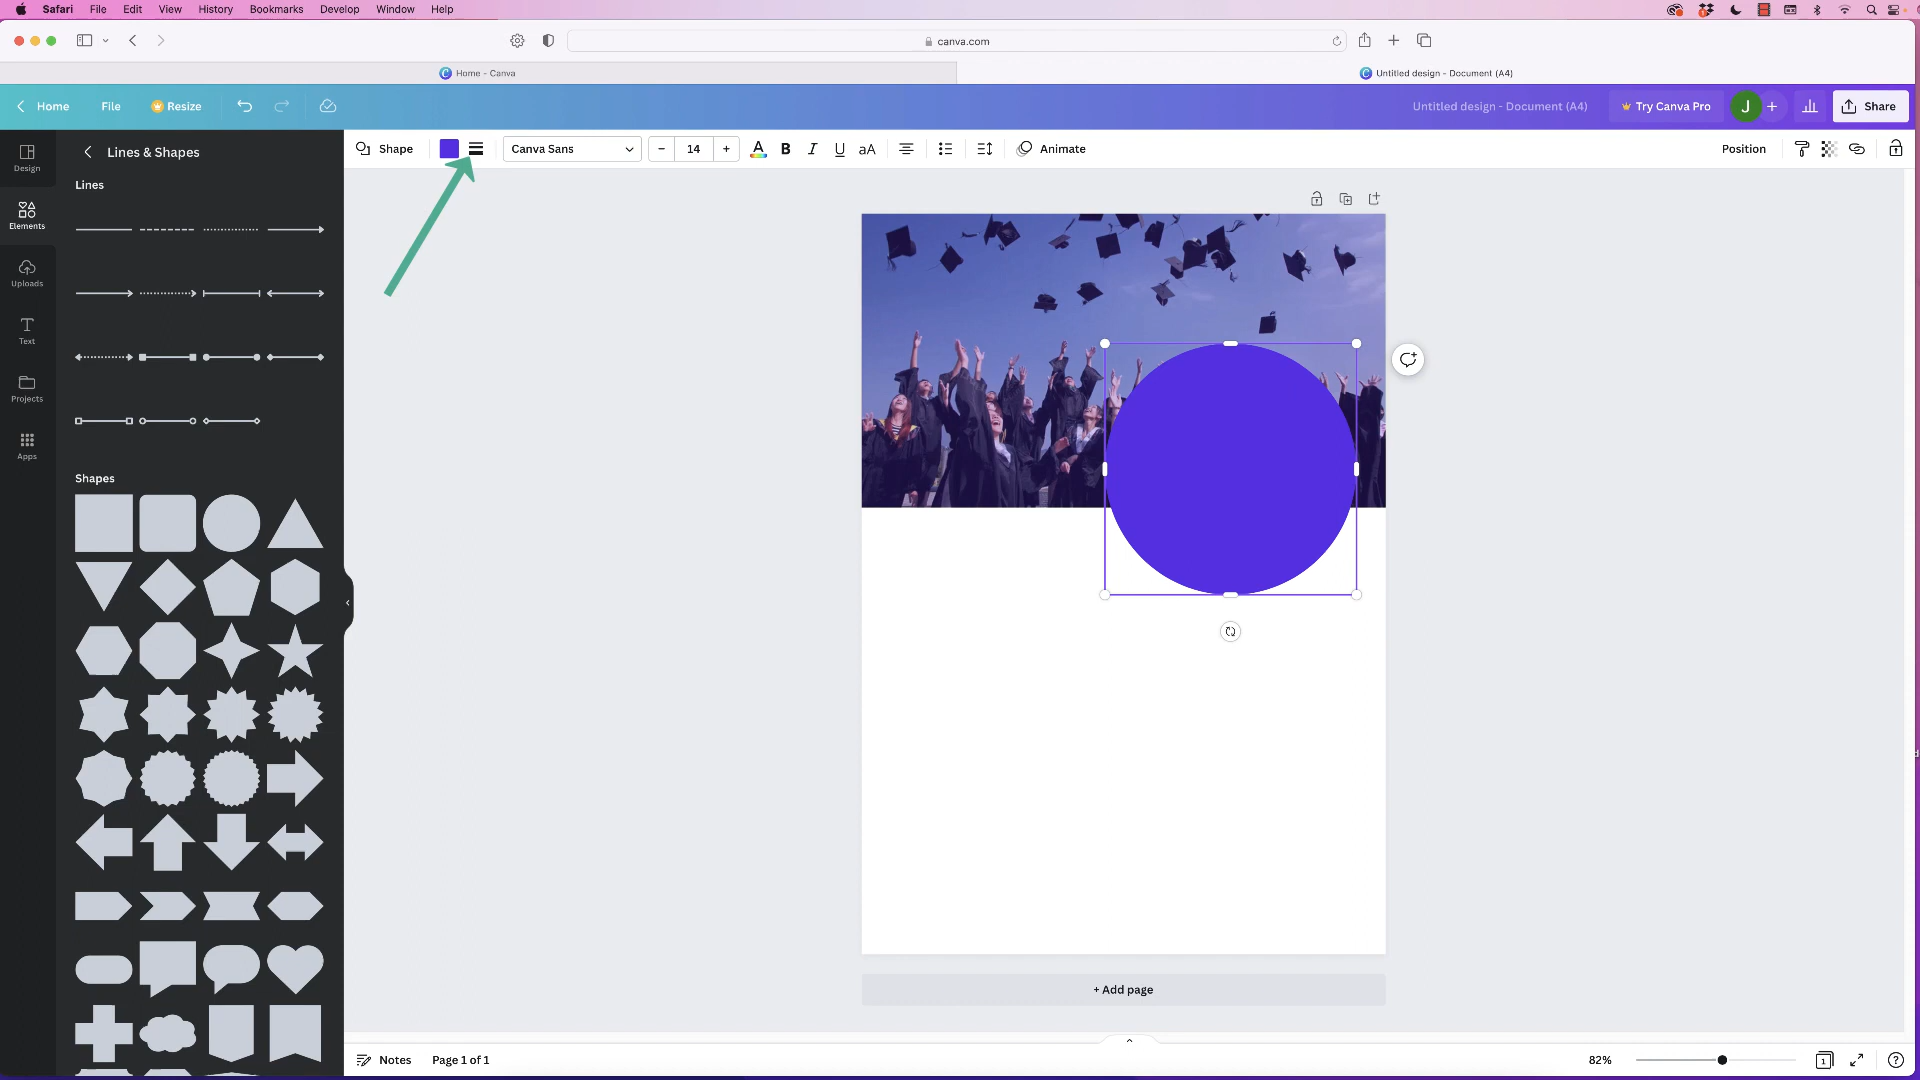 Safari File Edit View History Bookmarks Develop Window Help
canva.com
Home - Canva
Untitled design - Document (A4)
Home File Resize
Untitled design - Document (A4) Try Canva Pro J + Share
Design
Elements
Uploads
Text
Projects
Apps
Lines & Shapes
Lines
Shapes
Shape Canva Sans − 14 + A B I U aA Animate Position
+ Add page
Notes Page 1 of 1 82% 1 ?